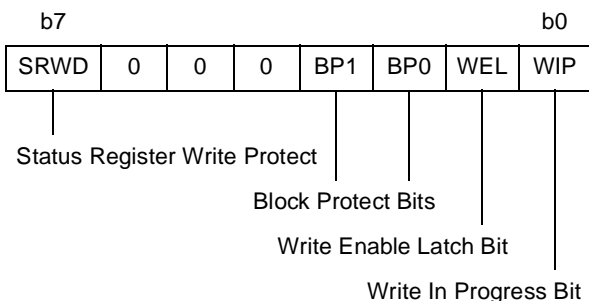 b7 b0
SRWD 0 0 0 BP1 BP0 WEL WIP
Status Register Write Protect
Block Protect Bits
Write Enable Latch Bit
Write In Progress Bit